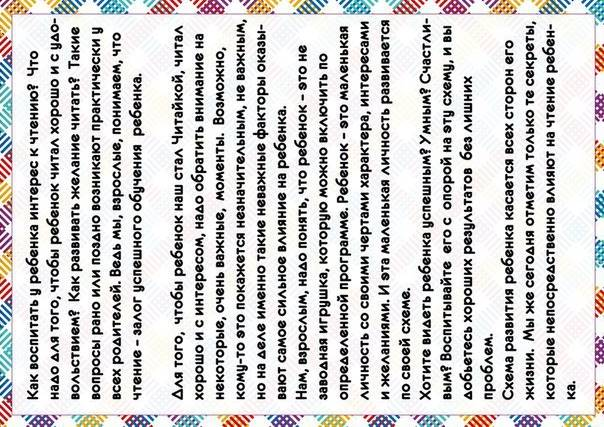 Как воспитать у ребенка интерес к чтению? Что
надо для того, чтобы ребенок читал хорошо и с удо-
вольствием? Как развивать желание читать? Такие
вопросы рано или поздно возникают практически у
всех родителей. Ведь мы, взрослые, понимаем, что
чтение – залог успешного обучения ребенка.
Для того, чтобы ребенок наш стал Читайкой, читал
хорошо и с интересом, надо обратить внимание на
некоторые, очень важные, моменты. Возможно,
кому-то это покажется незначительным, не важным,
но на деле именно такие неважные факторы оказы-
вают самое сильное влияние на ребенка.
Нам, взрослым, надо понять, что ребенок – это не
заводная игрушка, которую можно включить по
определенной программе. Ребенок – это маленькая
личность со своими чертами характера, интересами
и желаниями. И эта маленькая личность развивается
по своей схеме.
Хотите видеть ребенка успешным? Умным? Счастли-
вым? Воспитывайте его с опорой на эту схему, и вы
добьетесь хороших результатов без лишних
проблем.
Схема развития ребенка касается всех сторон его
жизни. Мы же сегодня отметим только те секреты,
которые непосредственно влияют на чтение ребен-
ка.